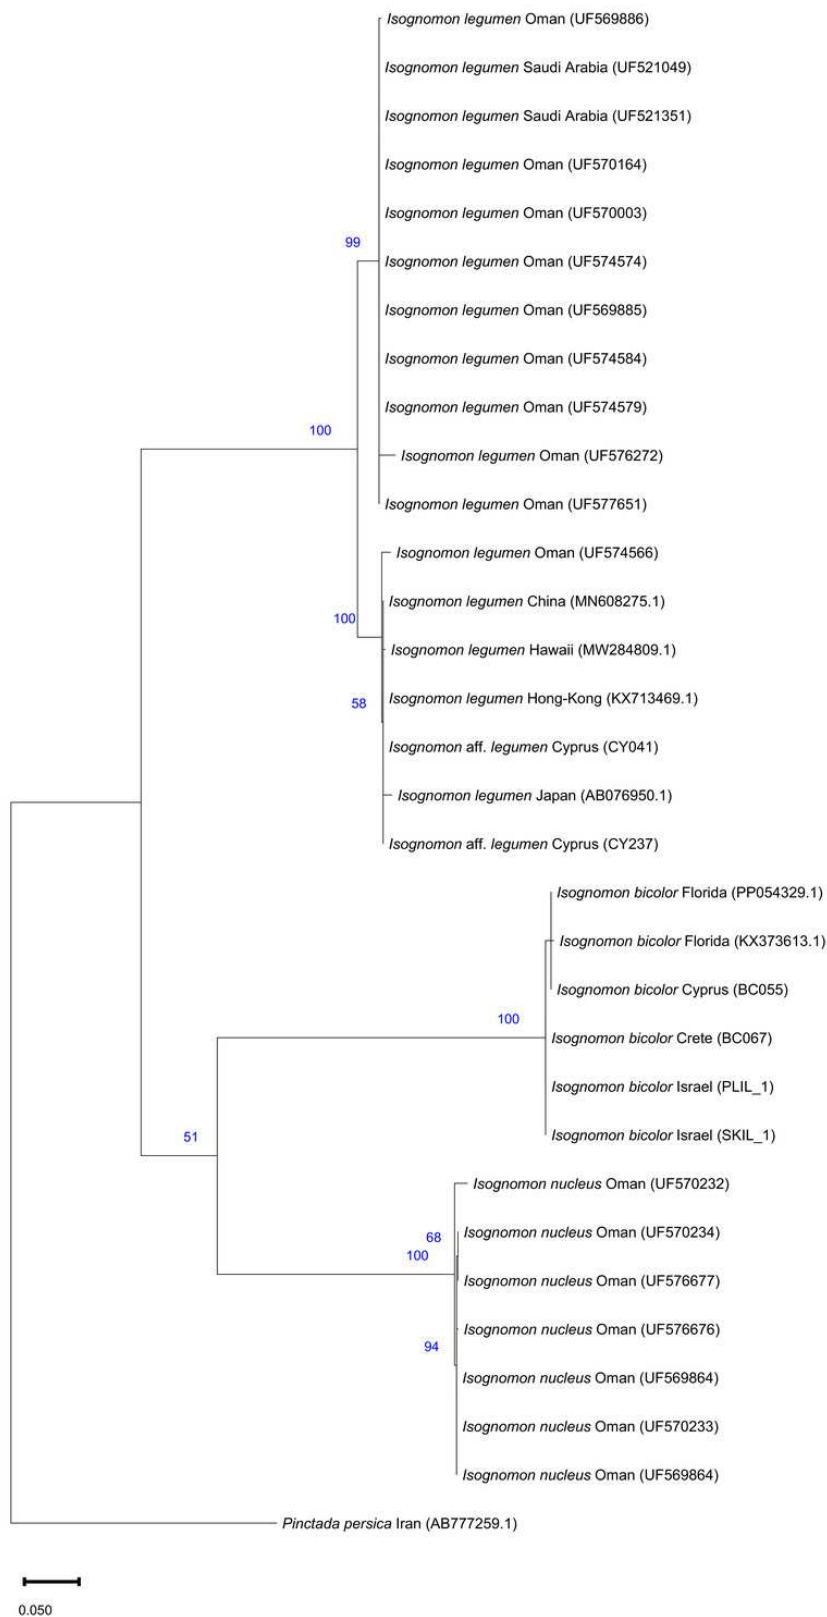 Isognomon legumen Oman (UF569886)
Isognomon legumen Saudi Arabia (UF521049)
Isognomon legumen Saudi Arabia (UF521351)
Isognomon legumen Oman (UF570164)
Isognomon legumen Oman (UF570003)
99
Isognomon legumen Oman (UF574574)
Isognomon legumen Oman (UF569885)
Isognomon legumen Oman (UF574584)
Isognomon legumen Oman (UF574579)
100
Isognomon legumen Oman (UF576272)
Isognomon legumen Oman (UF577651)
Isognomon legumen Oman (UF574566)
Isognomon legumen China (MN608275.1)
100
Isognomon legumen Hawaii (MW284809.1)
Isognomon legumen Hong-Kong (KX713469.1)
58
Isognomon aff. legumen Cyprus (CY041)
Isognomon legumen Japan (AB076950.1)
Isognomon aff. legumen Cyprus (CY237)
Isognomon bicolor Florida (PP054329.1)
Isognomon bicolor Florida (KX373613.1)
Isognomon bicolor Cyprus (BC055)
100
Isognomon bicolor Crete (BC067)
Isognomon bicolor Israel (PLIL_1)
Isognomon bicolor Israel (SKIL_1)
51
Isognomon nucleus Oman (UF570232)
Isognomon nucleus Oman (UF570234)
68
100
Isognomon nucleus Oman (UF576677)
Isognomon nucleus Oman (UF576676)
94
Isognomon nucleus Oman (UF569864)
Isognomon nucleus Oman (UF570233)
Isognomon nucleus Oman (UF569864)
Pinctada persica Iran (AB777259.1)
0.050